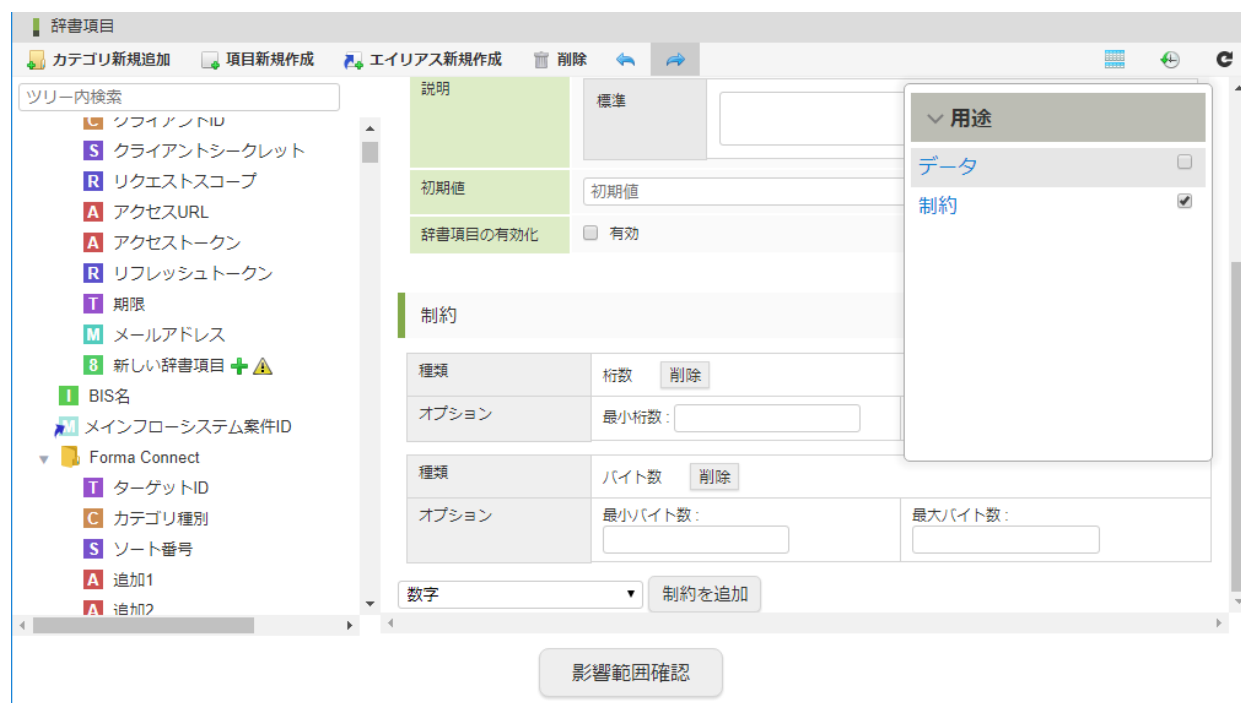 辞書項目
カテゴリ新規追加 項目新規作成 エイリアス新規作成 削除
ツリー内検索
C クライアントID
S クライアントシークレット
R リクエストスコープ
A アクセスURL
A アクセストークン
R リフレッシュトークン
T 期限
M メールアドレス
8 新しい辞書項目
I BIS名
M メインフローシステム案件ID
Forma Connect
T ターゲットID
C カテゴリ種別
S ソート番号
A 追加1
A 追加2
説明 標準
初期値 初期値
辞書項目の有効化 有効
制約
種類 桁数 削除
オプション 最小桁数 :
種類 バイト数 削除
オプション 最小バイト数 : 最大バイト数 :
数字 制約を追加
用途
データ
制約
影響範囲確認